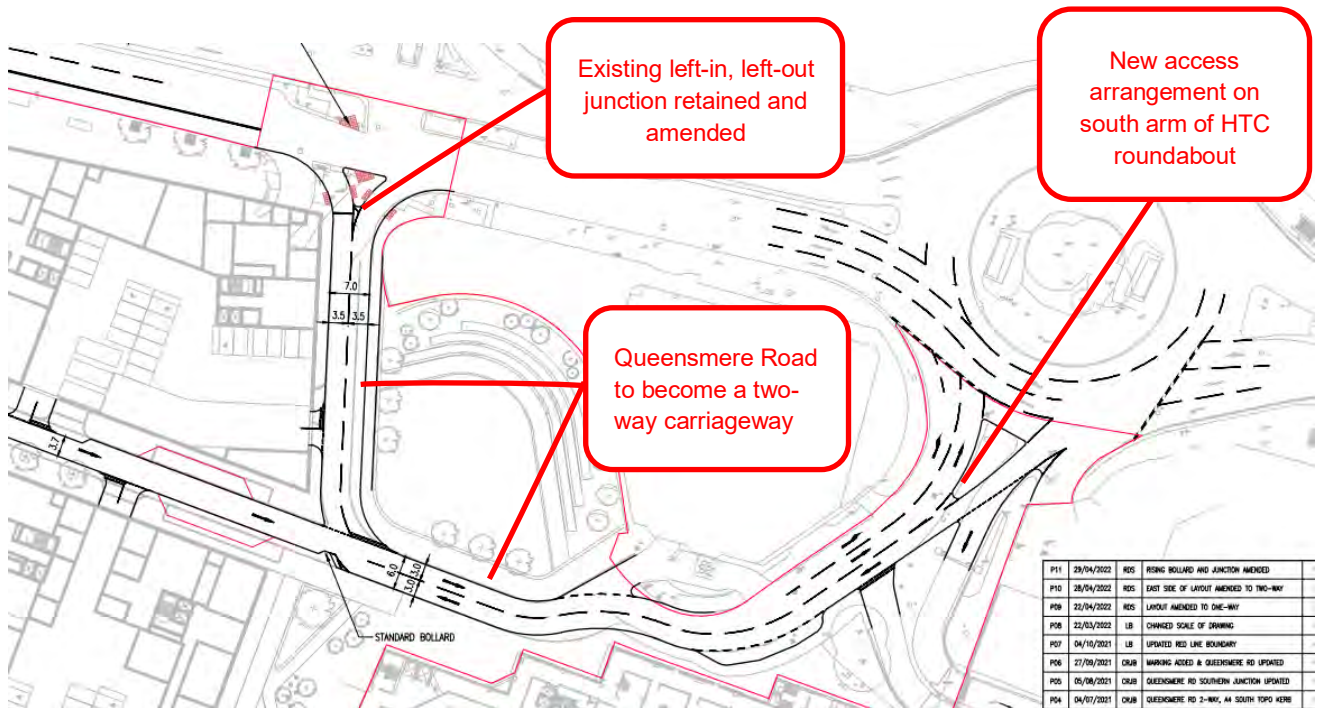 Existing left-in, left-out
junction retained and
amended
New access
arrangement on
south arm of HTC
roundabout
Queensmere Road
to become a two-
way carriageway
7.0
3.5
3.5
3.7
6.0
3.0
3.0
STANDARD BOLLARD
P11 29/04/2022 RDS RISING BOLLARD AND JUNCTION AMENDED
P10 28/04/2022 RDS EAST SIDE OF LAYOUT AMENDED TO TWO-WAY
P09 22/04/2022 RDS LAYOUT AMENDED TO ONE-WAY
P08 22/03/2022 LB CHANGED SCALE OF DRAWING
P07 04/10/2021 LB UPDATED RED LINE BOUNDARY
P06 27/09/2021 CRJB MARKING ADDED & QUEENSMERE RD UPDATED
P05 05/08/2021 CRJB QUEENSMERE RD SOUTHERN JUNCTION UPDATED
P04 04/07/2021 CRJB QUEENSMERE RD 2-WAY, A4 SOUTH TOPO KERB